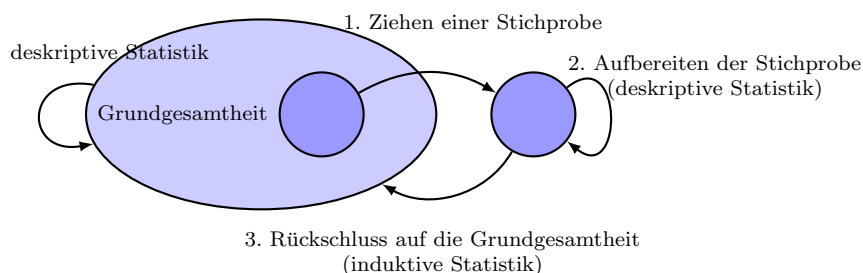 1. Ziehen einer Stichprobe
deskriptive Statistik
2. Aufbereiten der Stichprobe
(deskriptive Statistik)
Grundgesamtheit
3. Rückschluss auf die Grundgesamtheit
(induktive Statistik)